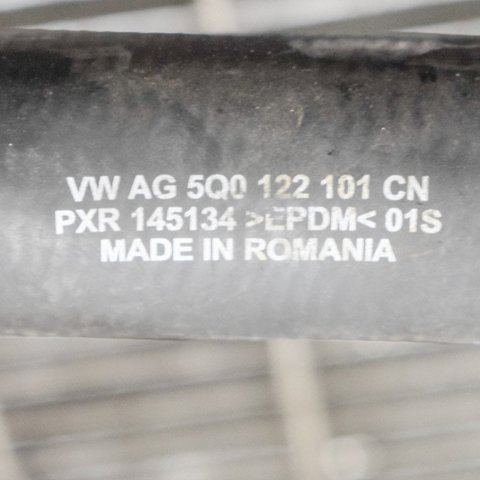 VW AG 5Q0 122 101 CN
PXR 145134 >EPDM< 01S
MADE IN ROMANIA